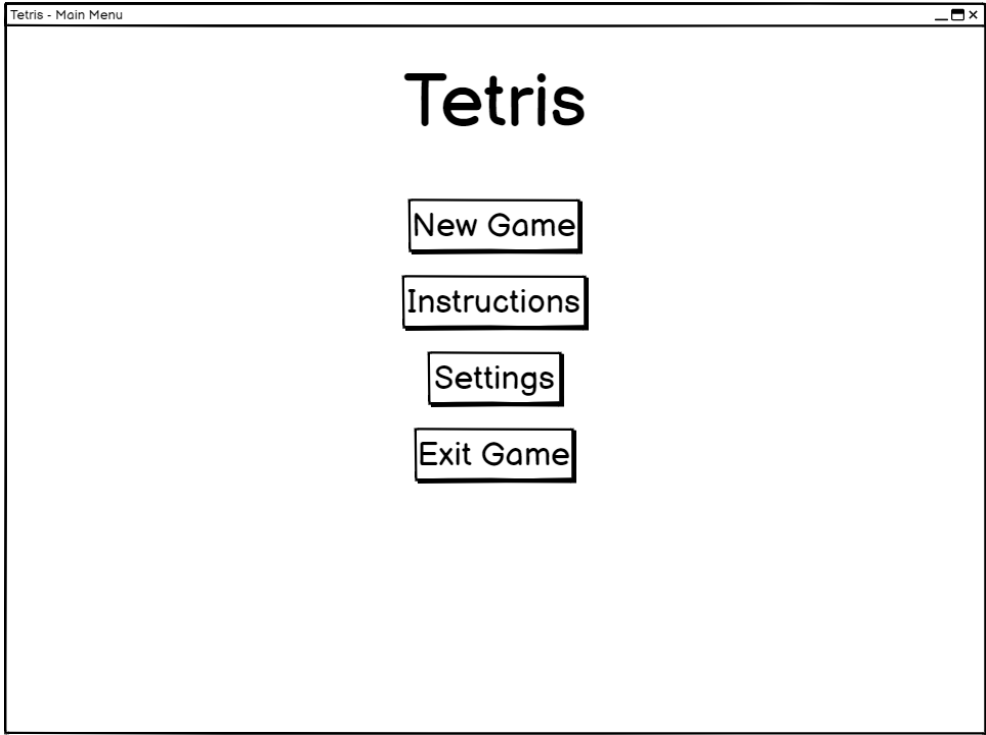 Tetris - Main Menu
Tetris
New Game
Instructions
Settings
Exit Game